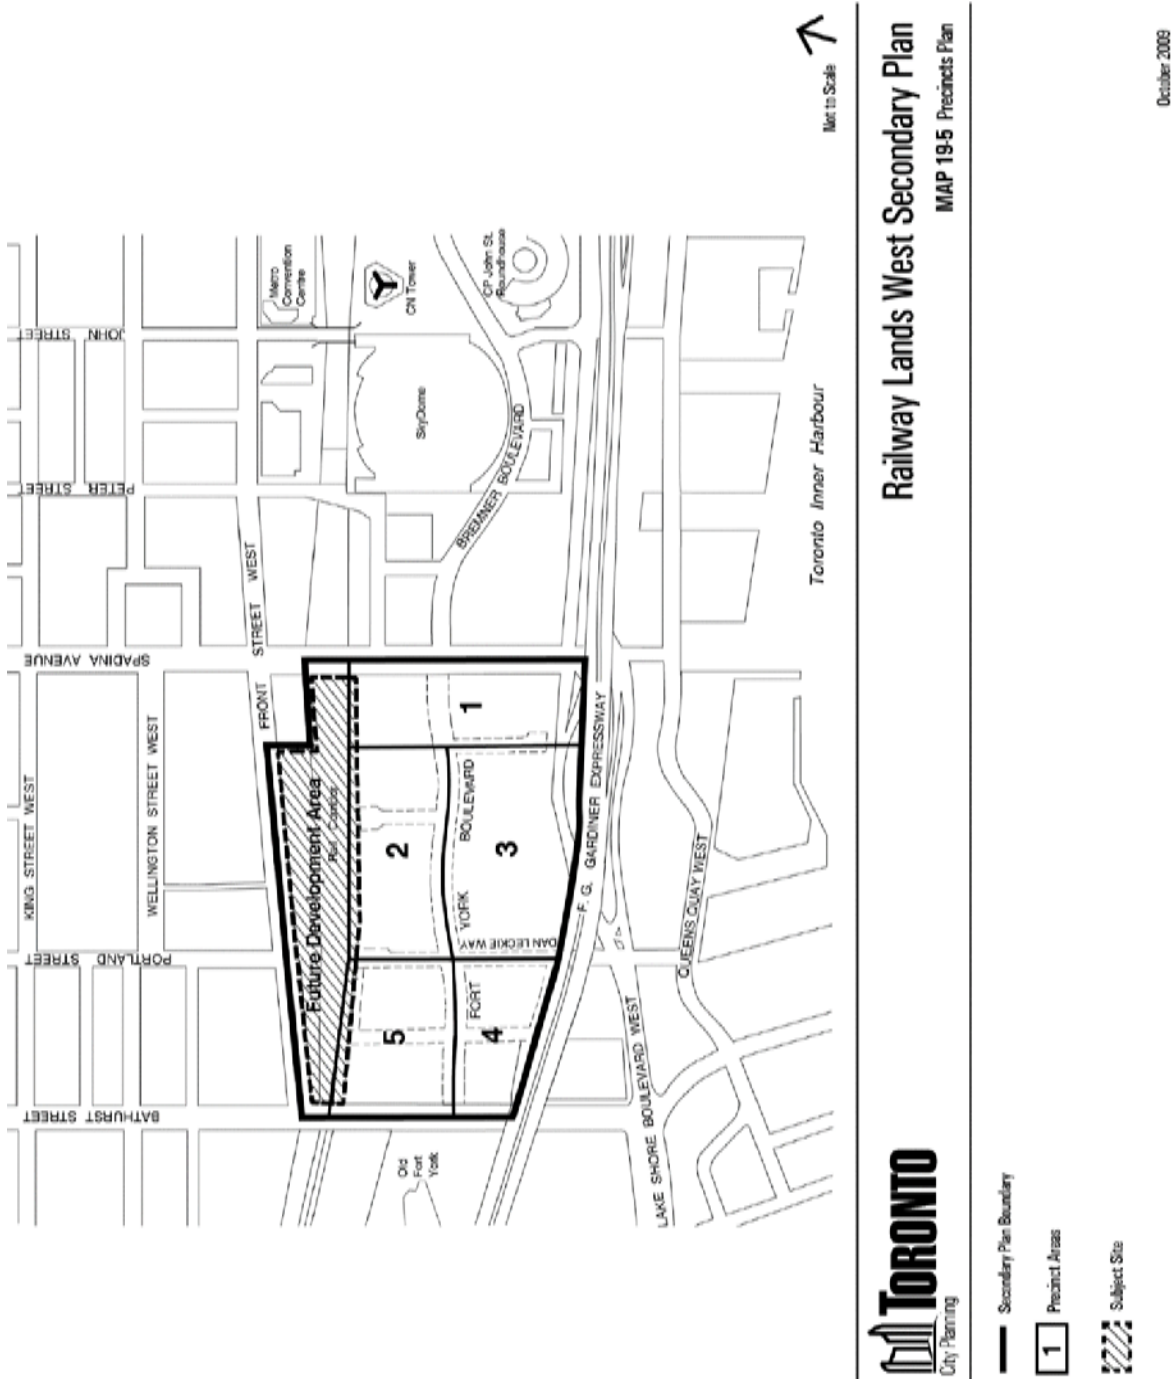 KING STREET WEST
WELLINGTON STREET WEST
FRONT STREET WEST
BATHURST STREET
PORTLAND STREET
SPADINA AVENUE
PETER STREET
JOHN STREET
Metro
Convention
Centre
CN Tower
SkyDome
CP John St.
Roundhouse
BREMNER BOULEVARD
Future Development Area
Rail Corridor
5
2
1
4
3
FORT YORK BOULEVARD
DAN LECKIE WAY
Old
Fort
York
F. G. GARDINER EXPRESSWAY
LAKE SHORE BOULEVARD WEST
QUEENS QUAY WEST
Toronto Inner Harbour
Not to Scale
TORONTO
City Planning
Railway Lands West Secondary Plan
MAP 19-5 Precincts Plan
Secondary Plan Boundary
1 Precinct Areas
Subject Site
October 2009